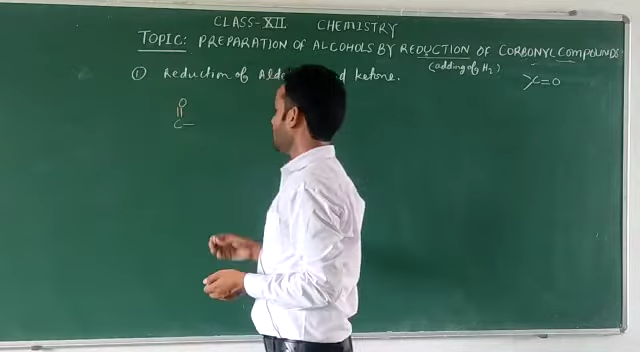 CLASS-XII CHEMISTRY
TOPIC: PREPARATION OF ALCOHOLS BY REDUCTION OF CORBONYL COMPOUNDS
(adding of H2)
① Reduction of Alde d ketone.
>C=O
O
||
C–